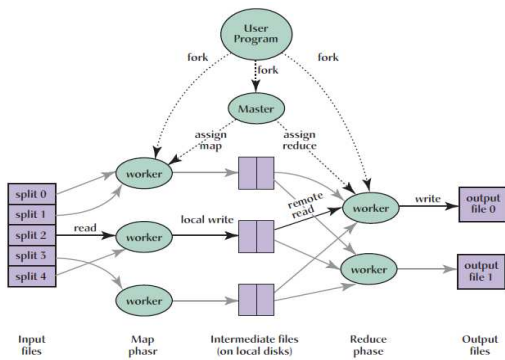 User
Program
fork
fork
fork
Master
assign
map
assign
reduce
worker
split 0
split 1
split 2
split 3
split 4
read
worker
local write
remote
read
worker
write
output
file 0
worker
worker
output
file 1
Input
files
Map
phasr
Intermediate files
(on local disks)
Reduce
phase
Output
files